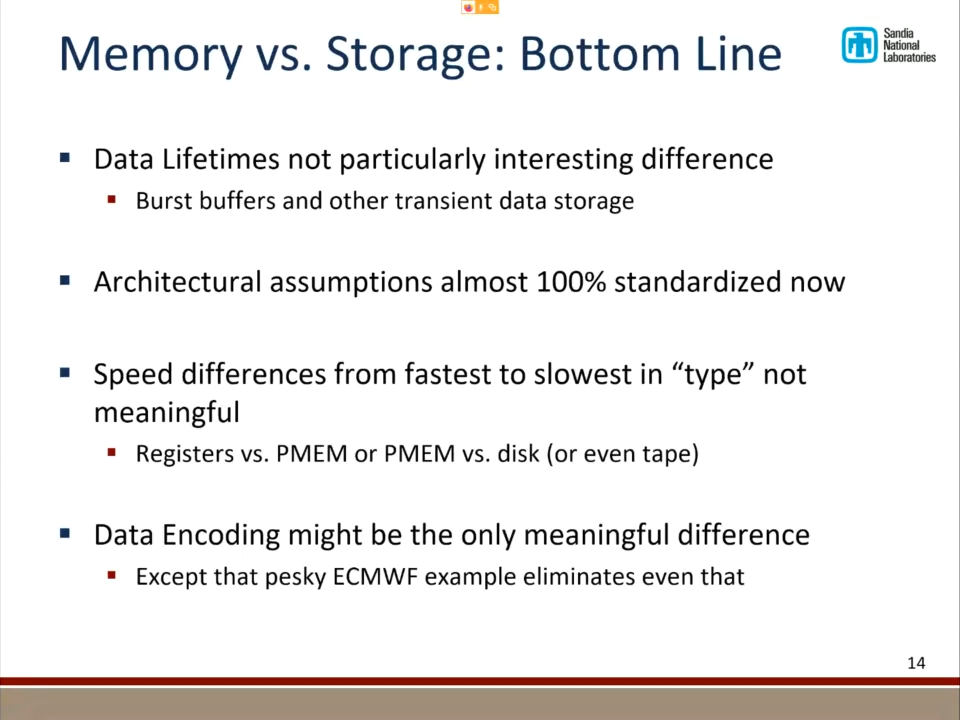 Memory vs. Storage: Bottom Line
Sandia
National
Laboratories
▪ Data Lifetimes not particularly interesting difference
▪ Burst buffers and other transient data storage
▪ Architectural assumptions almost 100% standardized now
▪ Speed differences from fastest to slowest in “type” not
meaningful
▪ Registers vs. PMEM or PMEM vs. disk (or even tape)
▪ Data Encoding might be the only meaningful difference
▪ Except that pesky ECMWF example eliminates even that
14